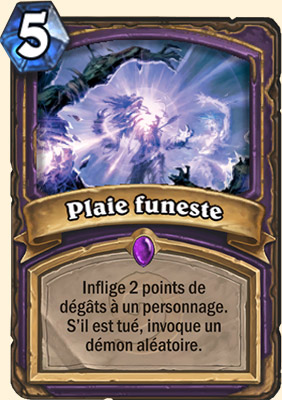 5
Plaie funeste
Inflige 2 points de
dégâts à un personnage.
S'il est tué, invoque un
démon aléatoire.